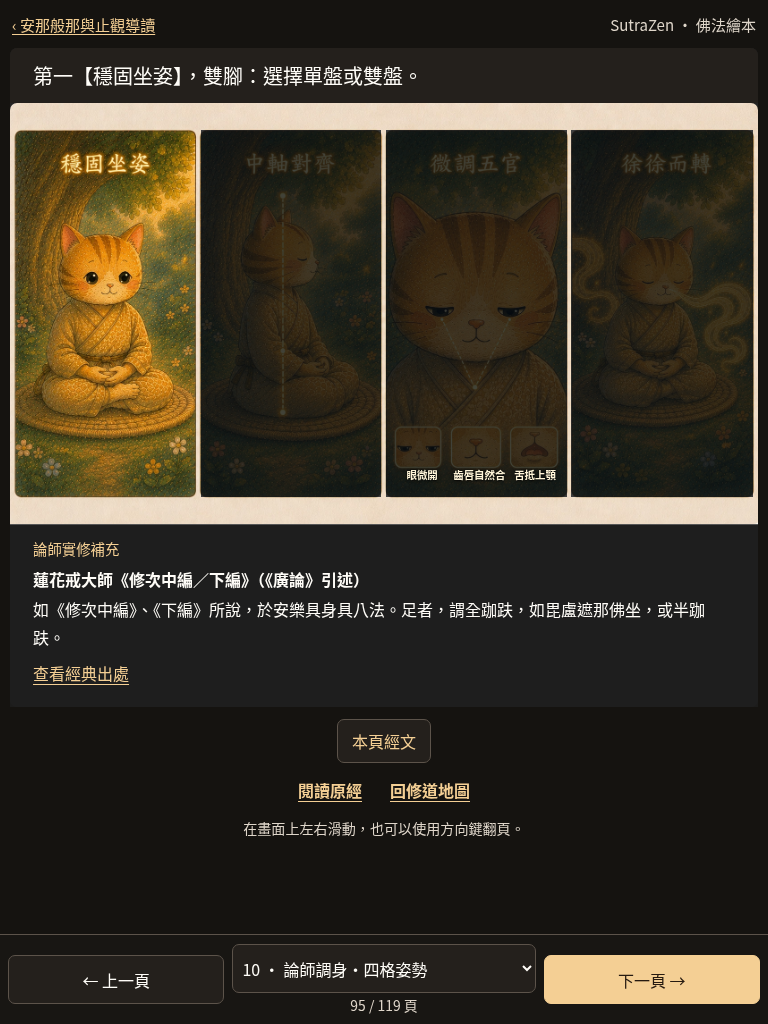 ‹ 安那般那與止觀導讀
SutraZen · 佛法繪本
第一【穩固坐姿】，雙腳：選擇單盤或雙盤。
穩固坐姿
中軸對齊
微調五官
徐徐而轉
眼微開
齒唇自然合
舌抵上顎
論師實修補充
蓮花戒大師《修次中編／下編》（《廣論》引述）
如《修次中編》、《下編》所說，於安樂具身具八法。足者，謂全跏趺，如毘盧遮那佛坐，或半跏
趺。
查看經典出處
本頁經文
閱讀原經
回修道地圖
在畫面上左右滑動，也可以使用方向鍵翻頁。
← 上一頁
10 · 論師調身・四格姿勢
95 / 119 頁
下一頁 →